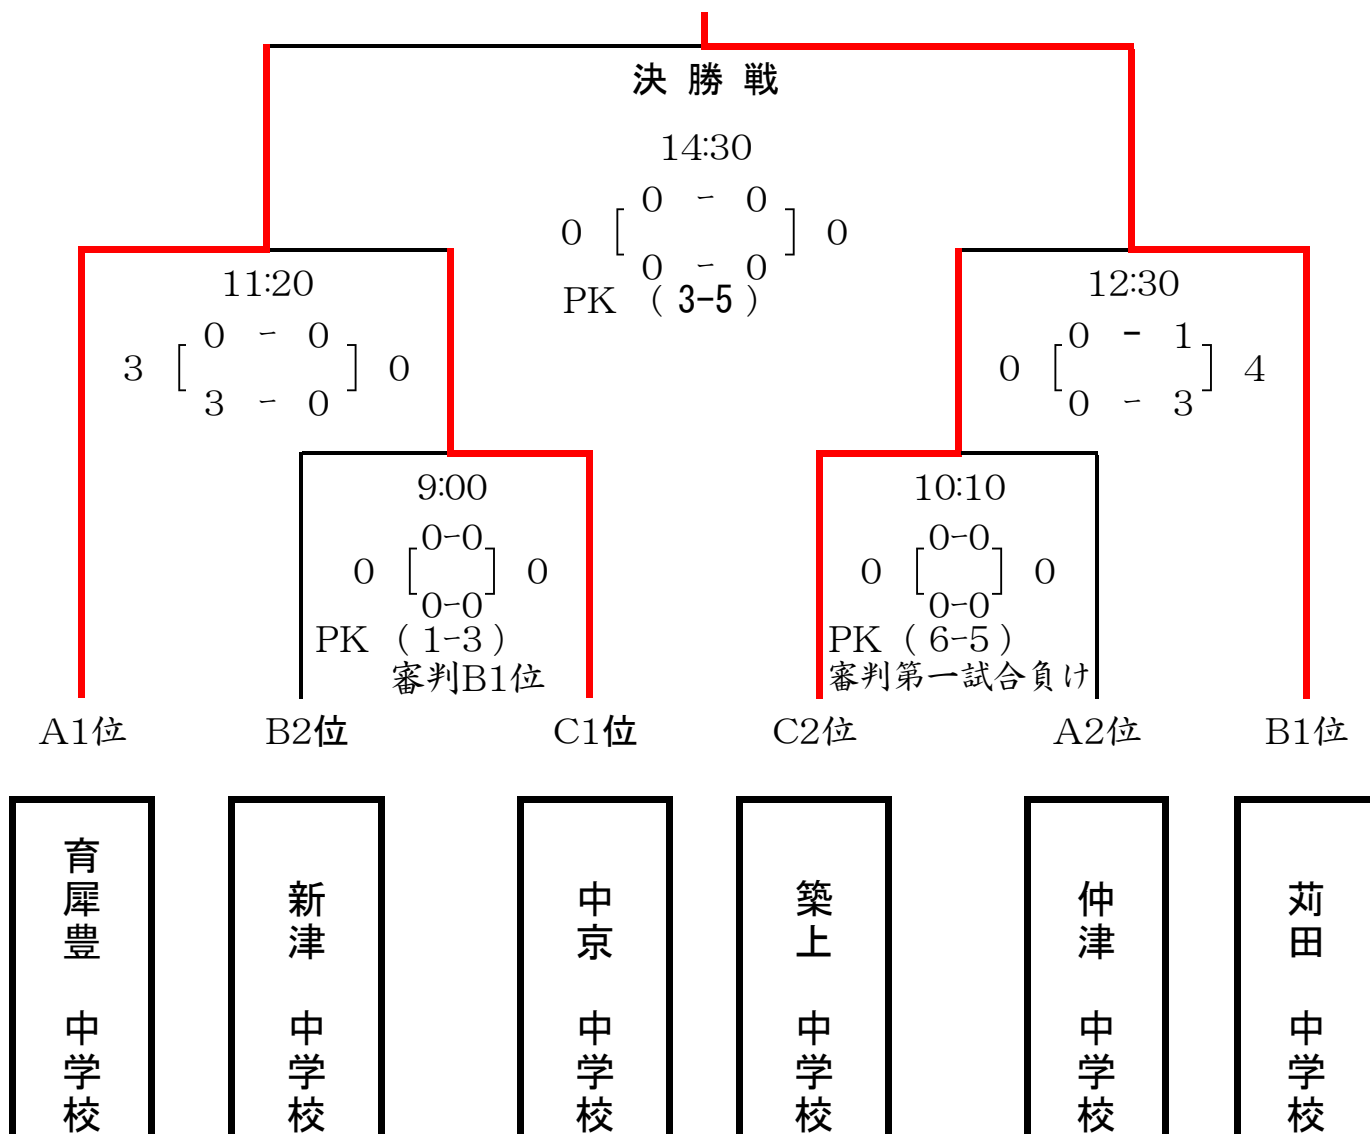 決 勝 戦
14:30
0 - 0
0 [ ] 0
0 - 0
PK ( 3-5 )
11:20
0 - 0
3 [ ] 0
3 - 0
12:30
0 - 1
0 [ ] 4
0 - 3
9:00
0-0
0 [ ] 0
0-0
PK ( 1-3 )
審判B1位
10:10
0-0
0 [ ] 0
0-0
PK ( 6-5 )
審判第一試合負け
A1位
B2位
C1位
C2位
A2位
B1位
育犀豊 中学校
新津 中学校
中京 中学校
築上 中学校
仲津 中学校
苅田 中学校